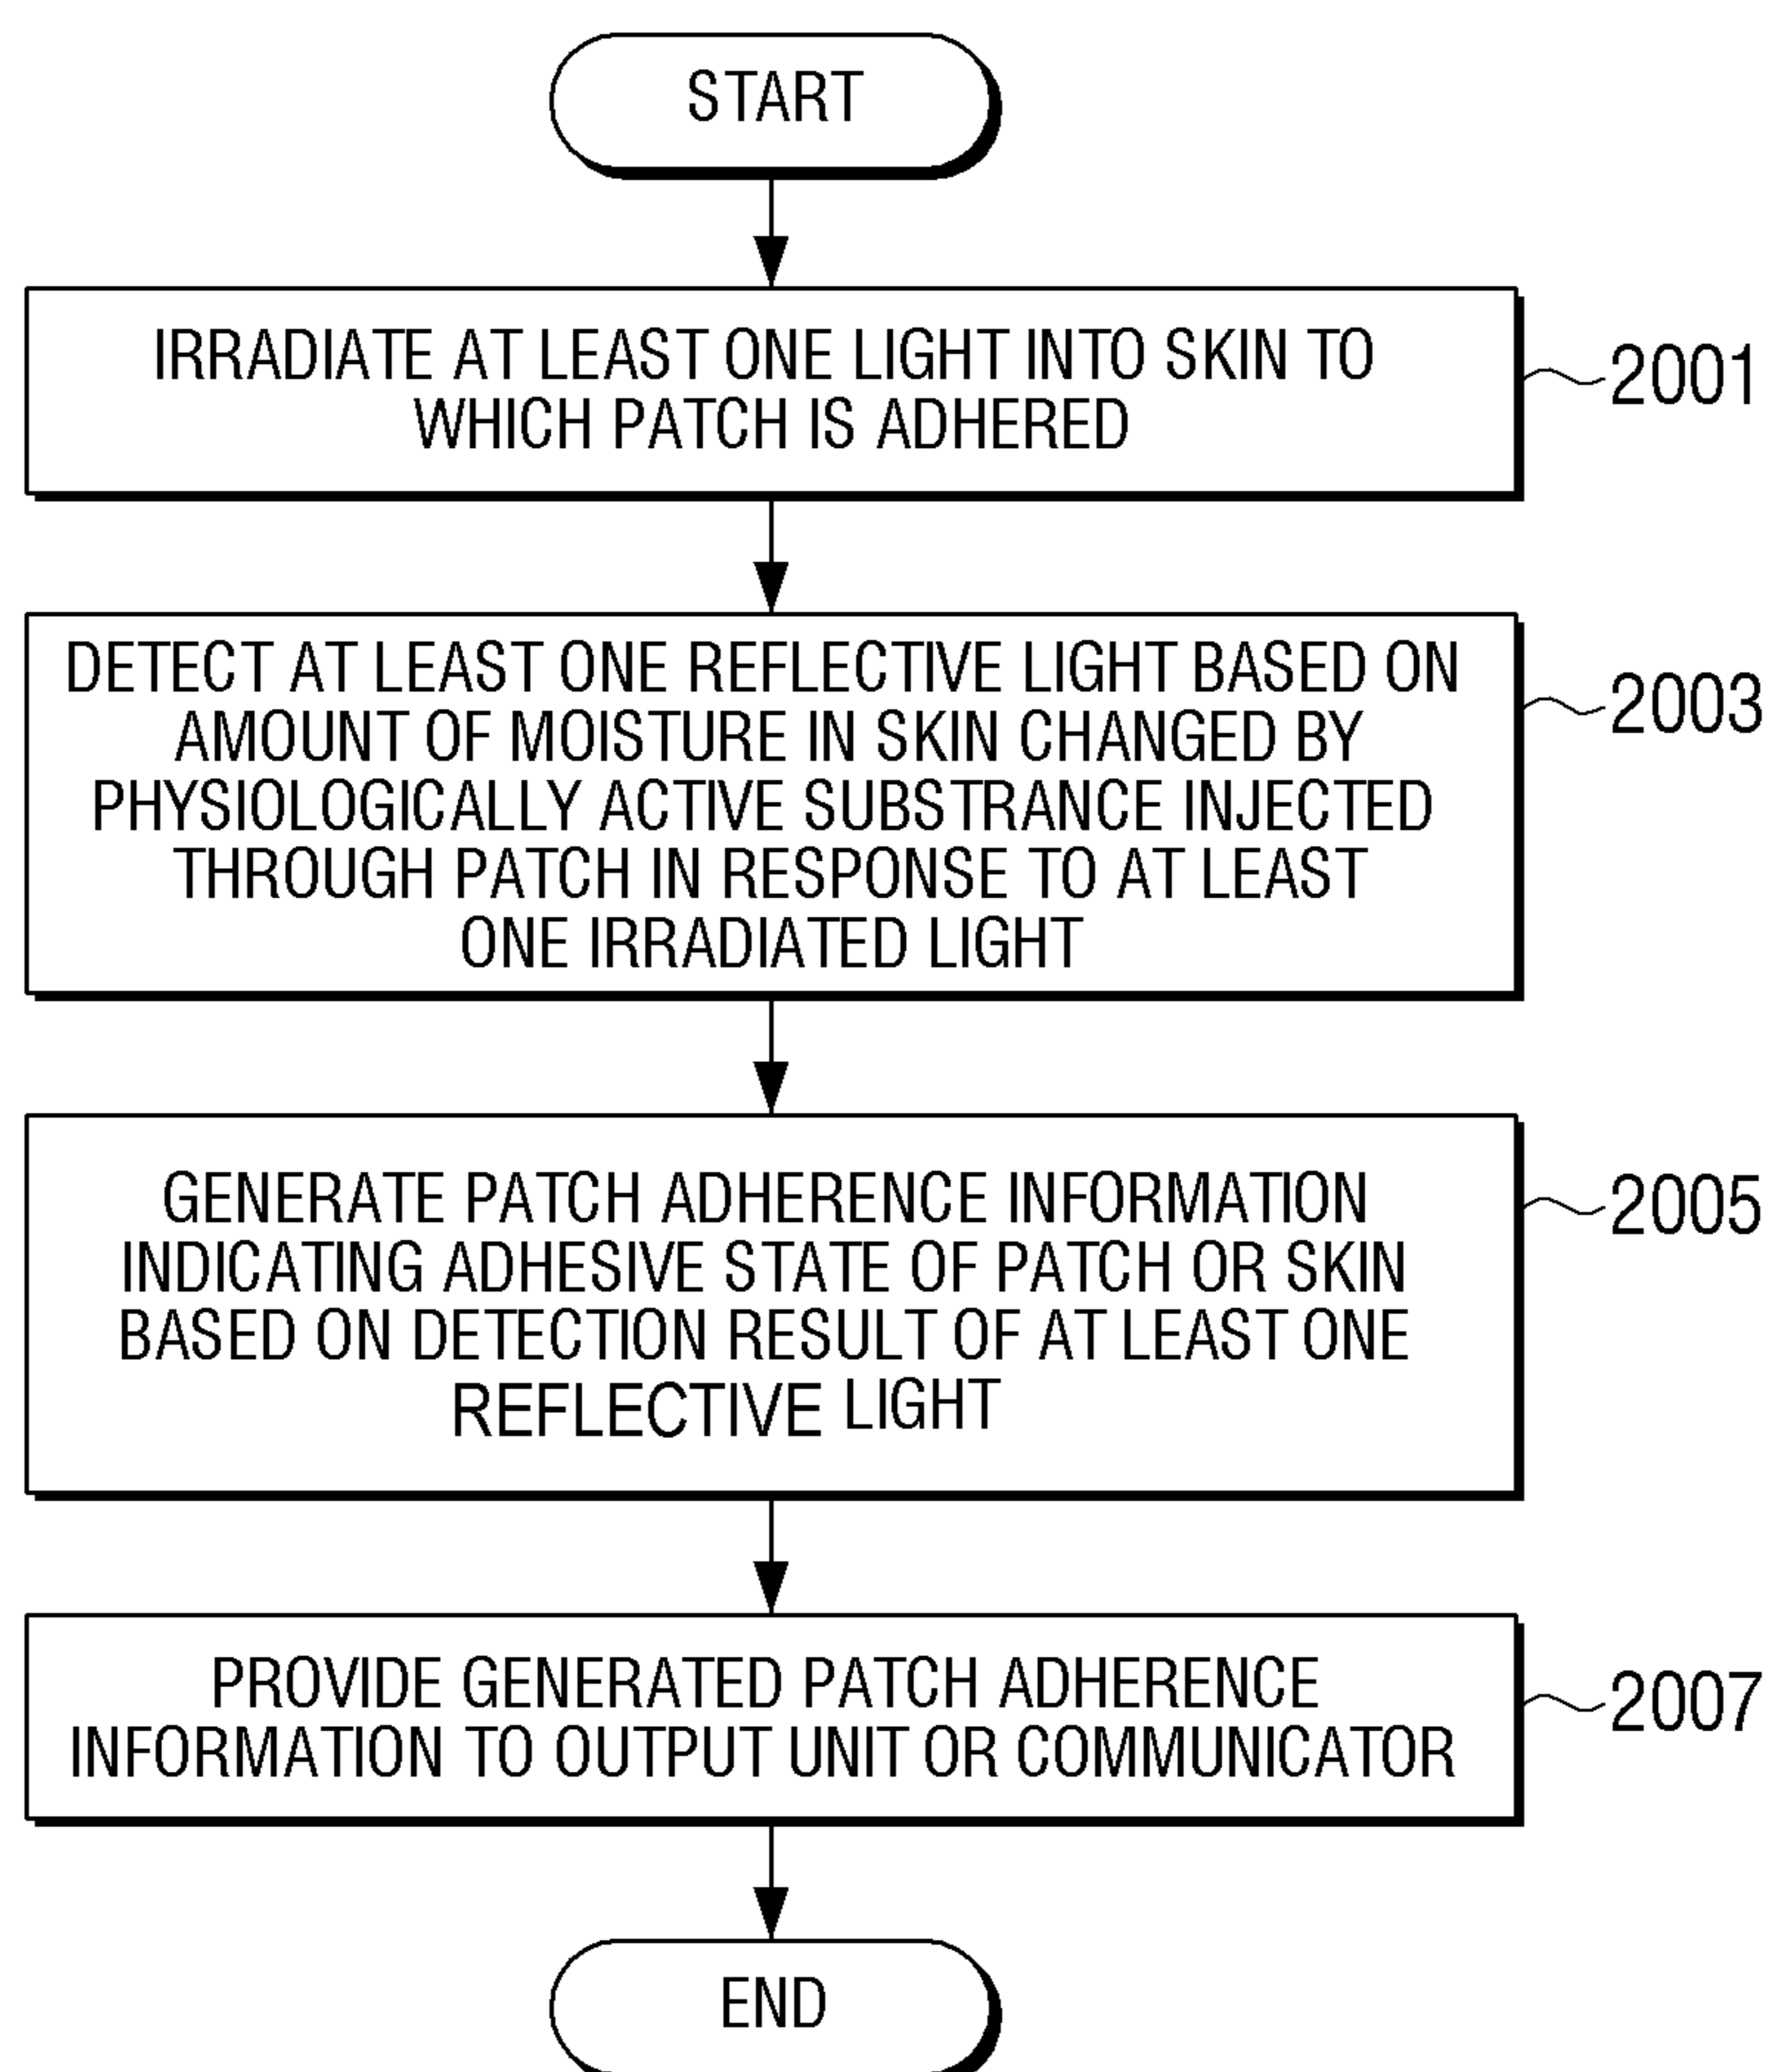 START
IRRADIATE AT LEAST ONE LIGHT INTO SKIN TO
WHICH PATCH IS ADHERED
2001
DETECT AT LEAST ONE REFLECTIVE LIGHT BASED ON
AMOUNT OF MOISTURE IN SKIN CHANGED BY
PHYSIOLOGICALLY ACTIVE SUBSTRANCE INJECTED
THROUGH PATCH IN RESPONSE TO AT LEAST
ONE IRRADIATED LIGHT
2003
GENERATE PATCH ADHERENCE INFORMATION
INDICATING ADHESIVE STATE OF PATCH OR SKIN
BASED ON DETECTION RESULT OF AT LEAST ONE
REFLECTIVE LIGHT
2005
PROVIDE GENERATED PATCH ADHERENCE
INFORMATION TO OUTPUT UNIT OR COMMUNICATOR
2007
END